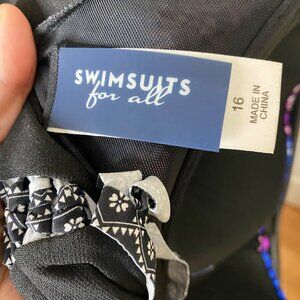 SWIMSUITS
for all
16
MADE IN
CHINA